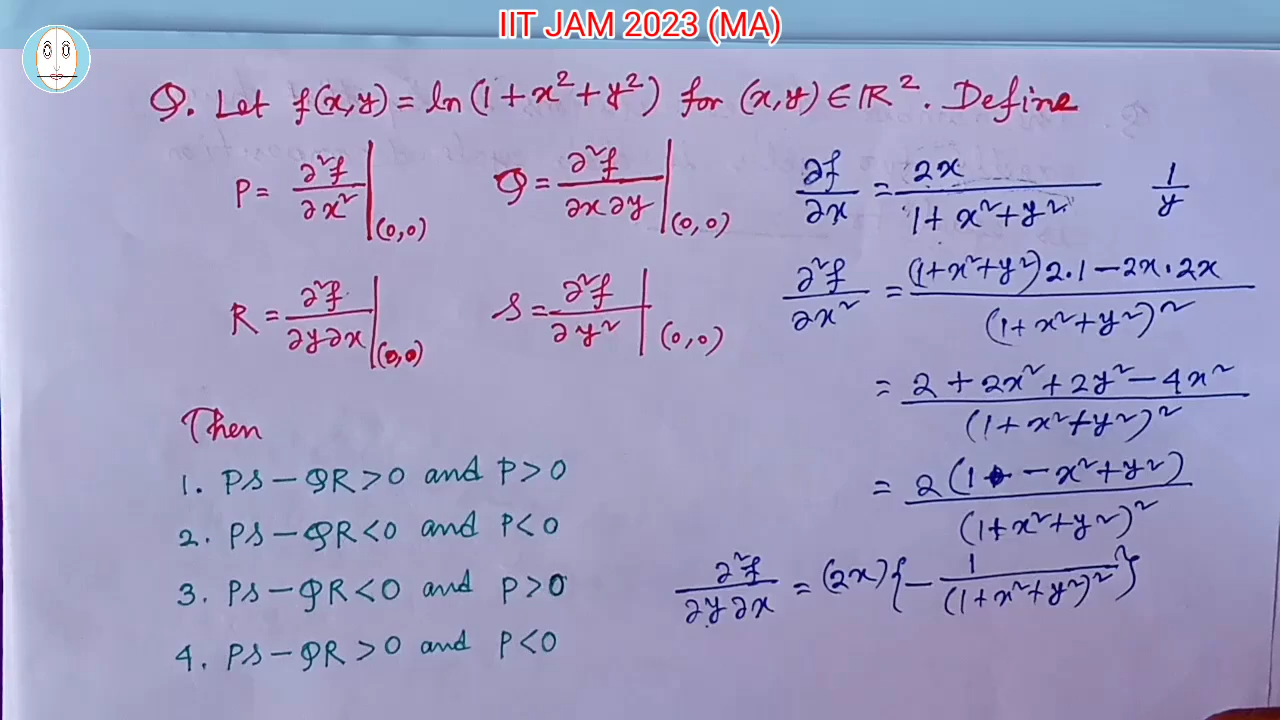 IIT JAM 2023 (MA)
Q. Let f(x,y) = ln(1+x²+y²) for (x,y) ∈ ℝ². Define
P = ∂²f/∂x² |(0,0)   Q = ∂²f/∂x∂y |(0,0)
R = ∂²f/∂y∂x |(0,0)   S = ∂²f/∂y² |(0,0)
Then
1. PS − QR > 0 and P > 0
2. PS − QR < 0 and P < 0
3. PS − QR < 0 and P > 0
4. PS − QR > 0 and P < 0
∂f/∂x = 2x/(1+x²+y²)   1/y
∂²f/∂x² = ((1+x²+y²)2·1 − 2x·2x)/(1+x²+y²)²
= (2+2x²+2y²−4x²)/(1+x²+y²)²
= 2(1−x²+y²)/(1+x²+y²)²
∂²f/∂y∂x = (2x){−1/(1+x²+y²)²}